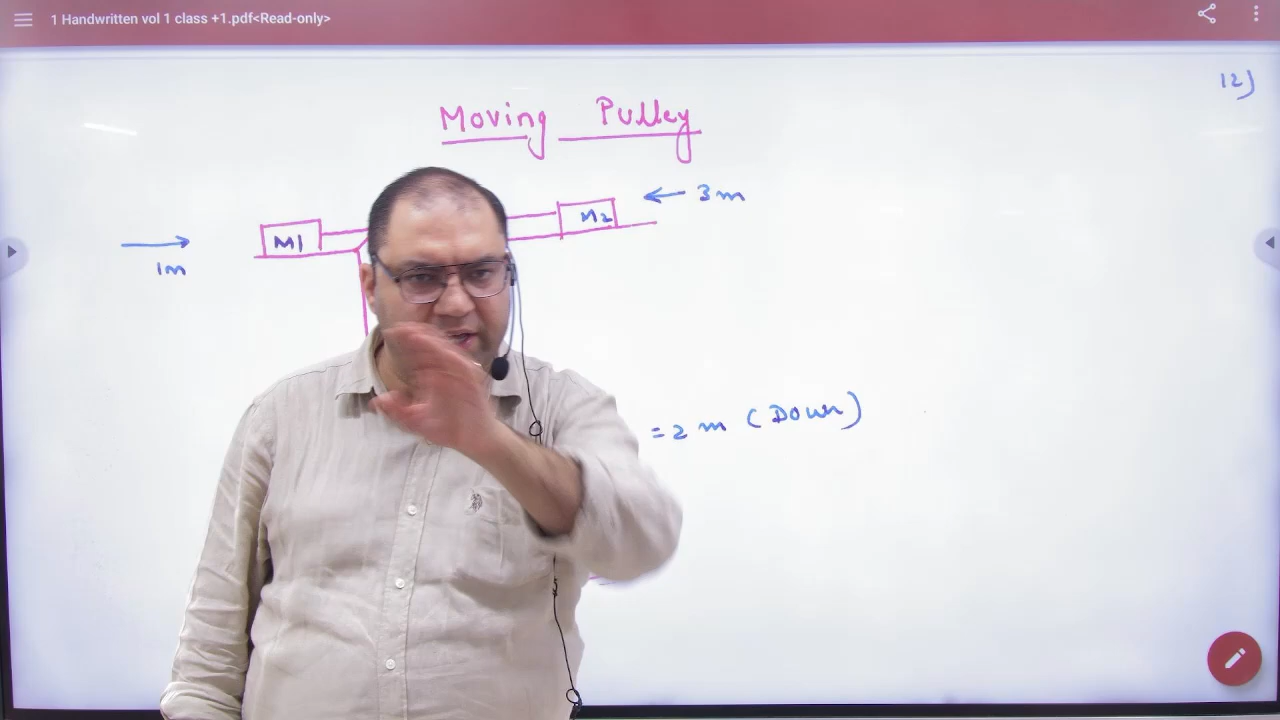 1 Handwritten vol 1 class +1.pdf<Read-only>
12)
Moving Pulley
M1
M2
3m
1m
= 2 m (Down)